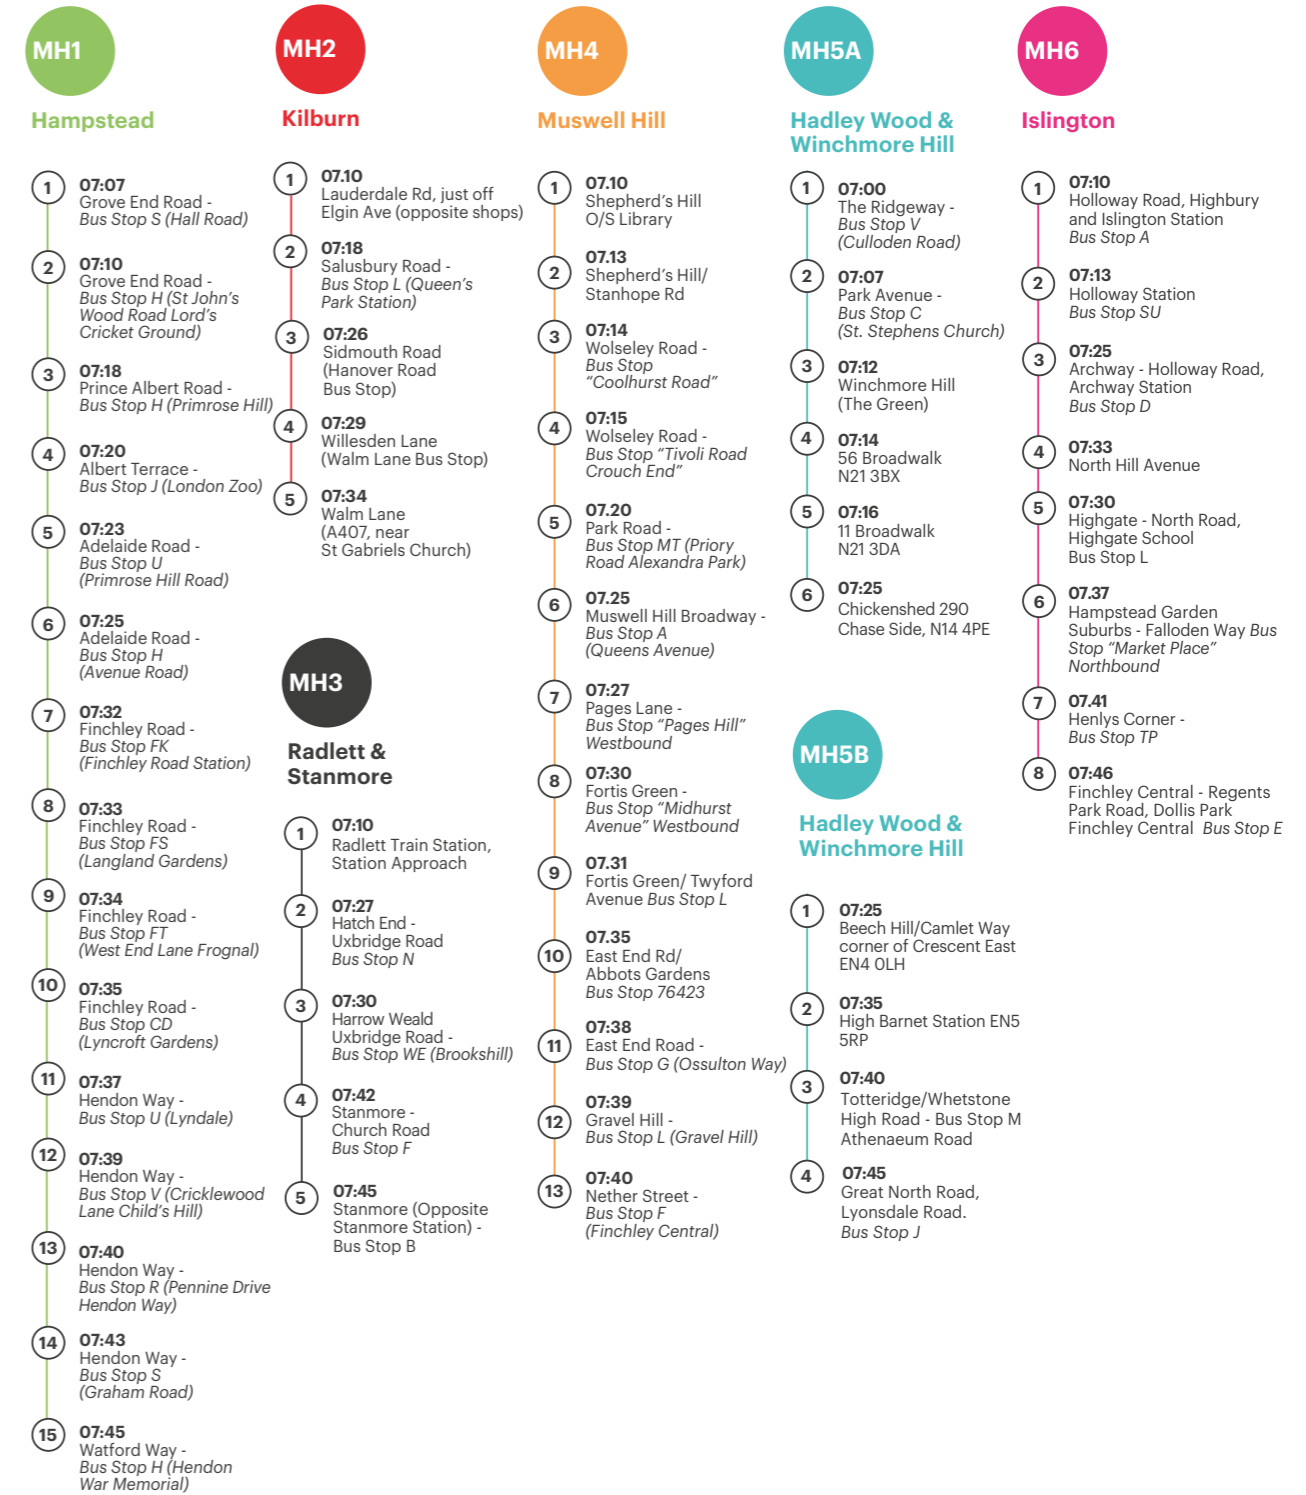 MH1
Hampstead
1
07:07
Grove End Road -
Bus Stop S (Hall Road)
2
07:10
Grove End Road -
Bus Stop H (St John’s
Wood Road Lord’s
Cricket Ground)
3
07:18
Prince Albert Road -
Bus Stop H (Primrose Hill)
4
07:20
Albert Terrace -
Bus Stop J (London Zoo)
5
07:23
Adelaide Road -
Bus Stop U
(Primrose Hill Road)
6
07:25
Adelaide Road -
Bus Stop H
(Avenue Road)
7
07:32
Finchley Road -
Bus Stop FK
(Finchley Road Station)
8
07:33
Finchley Road -
Bus Stop FS
(Langland Gardens)
9
07:34
Finchley Road -
Bus Stop FT
(West End Lane Frognal)
10
07:35
Finchley Road -
Bus Stop CD
(Lyncroft Gardens)
11
07:37
Hendon Way -
Bus Stop U (Lyndale)
12
07:39
Hendon Way -
Bus Stop V (Cricklewood
Lane Child’s Hill)
13
07:40
Hendon Way -
Bus Stop R (Pennine Drive
Hendon Way)
14
07:43
Hendon Way -
Bus Stop S
(Graham Road)
15
07:45
Watford Way -
Bus Stop H (Hendon
War Memorial)
MH2
Kilburn
1
07.10
Lauderdale Rd, just off
Elgin Ave (opposite shops)
2
07:18
Salusbury Road -
Bus Stop L (Queen’s
Park Station)
3
07:26
Sidmouth Road
(Hanover Road
Bus Stop)
4
07:29
Willesden Lane
(Walm Lane Bus Stop)
5
07:34
Walm Lane
(A407, near
St Gabriels Church)
MH3
Radlett &
Stanmore
1
07:10
Radlett Train Station,
Station Approach
2
07:27
Hatch End -
Uxbridge Road
Bus Stop N
3
07:30
Harrow Weald
Uxbridge Road -
Bus Stop WE (Brookshill)
4
07:42
Stanmore -
Church Road
Bus Stop F
5
07:45
Stanmore (Opposite
Stanmore Station) -
Bus Stop B
MH4
Muswell Hill
1
07.10
Shepherd’s Hill
O/S Library
2
07.13
Shepherd’s Hill/
Stanhope Rd
3
07:14
Wolseley Road -
Bus Stop
“Coolhurst Road”
4
07:15
Wolseley Road -
Bus Stop “Tivoli Road
Crouch End”
5
07.20
Park Road -
Bus Stop MT (Priory
Road Alexandra Park)
6
07.25
Muswell Hill Broadway -
Bus Stop A
(Queens Avenue)
7
07:27
Pages Lane -
Bus Stop “Pages Hill”
Westbound
8
07:30
Fortis Green -
Bus Stop “Midhurst
Avenue” Westbound
9
07.31
Fortis Green/ Twyford
Avenue Bus Stop L
10
07.35
East End Rd/
Abbots Gardens
Bus Stop 76423
11
07:38
East End Road -
Bus Stop G (Ossulton Way)
12
07:39
Gravel Hill -
Bus Stop L (Gravel Hill)
13
07:40
Nether Street -
Bus Stop F
(Finchley Central)
MH5A
Hadley Wood &
Winchmore Hill
1
07:00
The Ridgeway -
Bus Stop V
(Culloden Road)
2
07:07
Park Avenue -
Bus Stop C
(St. Stephens Church)
3
07:12
Winchmore Hill
(The Green)
4
07:14
56 Broadwalk
N21 3BX
5
07:16
11 Broadwalk
N21 3DA
6
07:25
Chickenshed 290
Chase Side, N14 4PE
MH5B
Hadley Wood &
Winchmore Hill
1
07:25
Beech Hill/Camlet Way
corner of Crescent East
EN4 0LH
2
07:35
High Barnet Station EN5
5RP
3
07:40
Totteridge/Whetstone
High Road - Bus Stop M
Athenaeum Road
4
07:45
Great North Road,
Lyonsdale Road.
Bus Stop J
MH6
Islington
1
07:10
Holloway Road, Highbury
and Islington Station
Bus Stop A
2
07:13
Holloway Station
Bus Stop SU
3
07:25
Archway - Holloway Road,
Archway Station
Bus Stop D
4
07:33
North Hill Avenue
5
07:30
Highgate - North Road,
Highgate School
Bus Stop L
6
07.37
Hampstead Garden
Suburbs - Falloden Way Bus
Stop “Market Place”
Northbound
7
07.41
Henlys Corner -
Bus Stop TP
8
07:46
Finchley Central - Regents
Park Road, Dollis Park
Finchley Central Bus Stop E